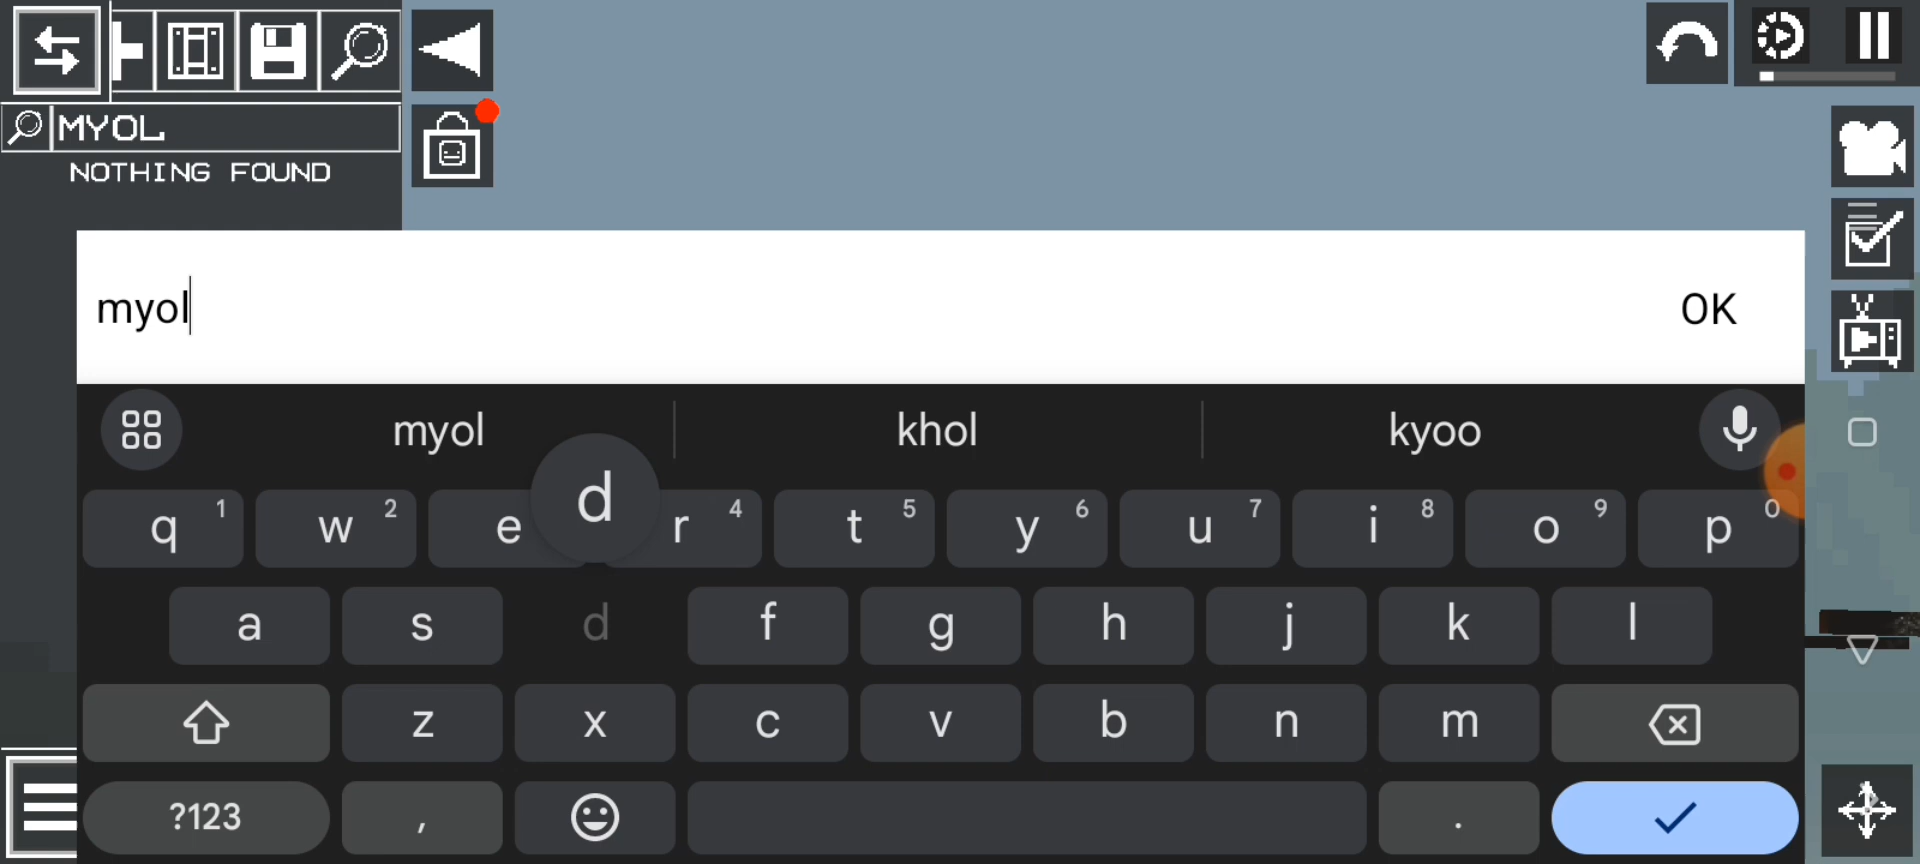 MYOL
NOTHING FOUND
myol
OK
myol khol kyoo
d
q 1 w 2 e r 4 t 5 y 6 u 7 i 8 o 9 p 0
a s d f g h j k l
z x c v b n m
?123 , .